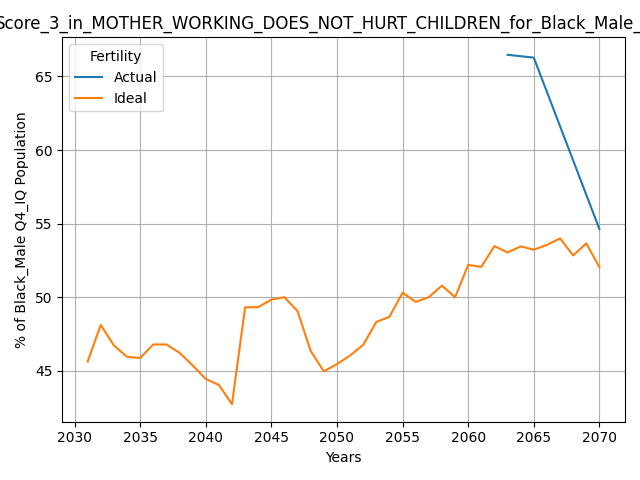 Score_3_in_MOTHER_WORKING_DOES_NOT_HURT_CHILDREN_for_Black_Male_
Fertility
Actual
Ideal
% of Black_Male Q4_IQ Population
65
60
55
50
45
2030 2035 2040 2045 2050 2055 2060 2065 2070
Years